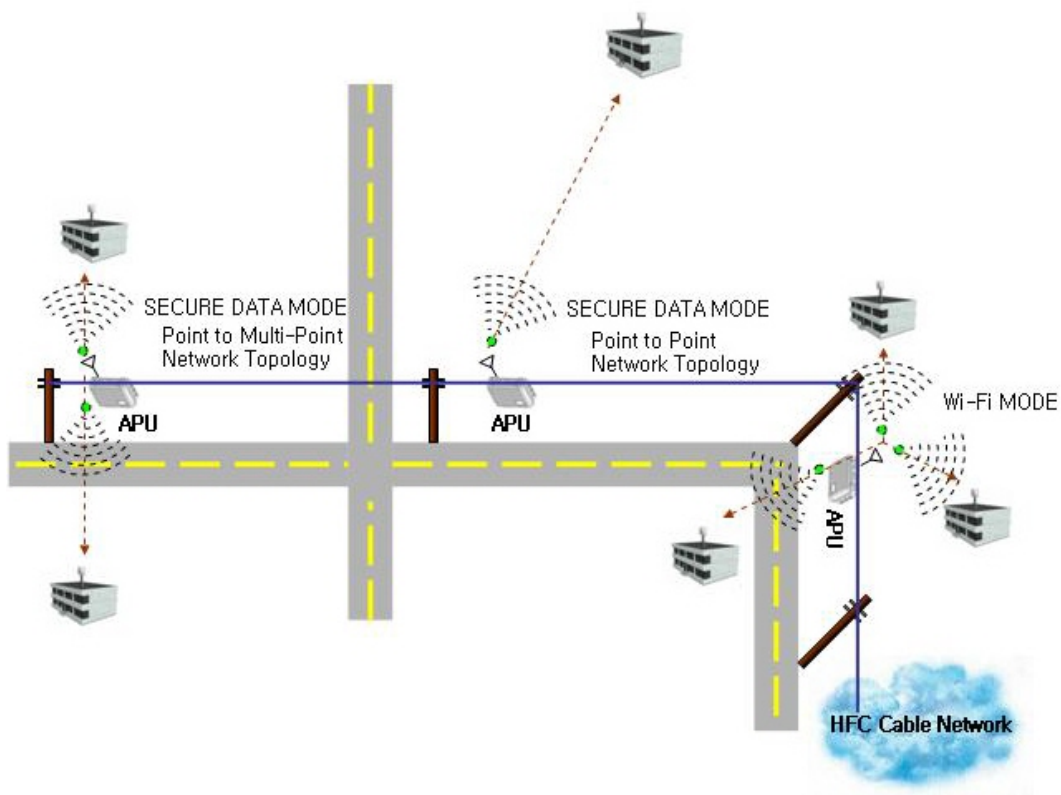 SECURE DATA MODE
Point to Multi-Point
Network Topology
APU
SECURE DATA MODE
Point to Point
Network Topology
APU
Wi-Fi MODE
APU
HFC Cable Network